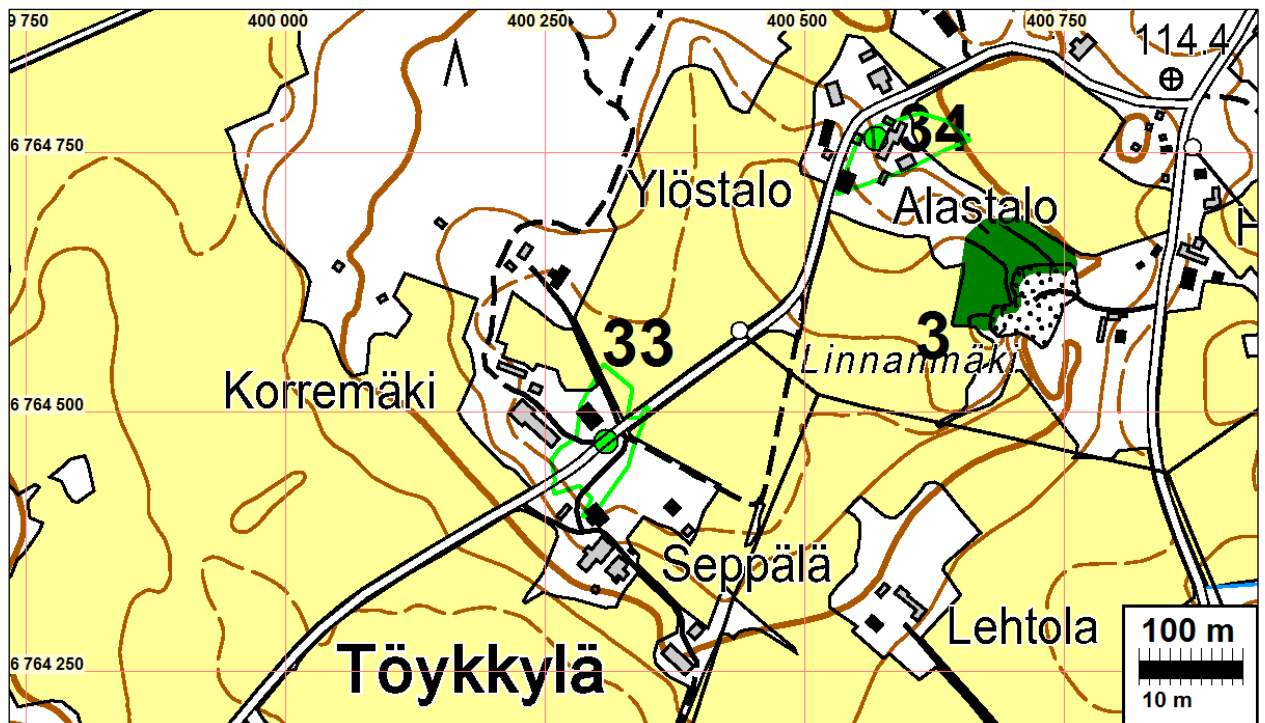 9 750
400 000
400 250
400 500
400 750
114.4
34
6 764 750
Ylöstalo
Alastalo
H
33
3
Linnanmäki
Korremäki
6 764 500
Seppälä
Lehtola
100 m
Töykkylä
6 764 250
10 m